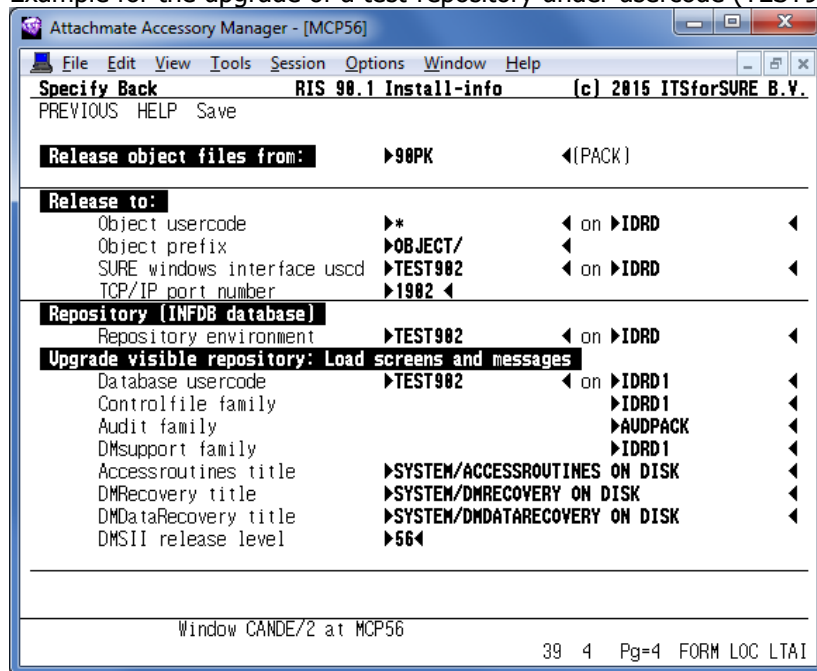 Example for the upgrade of a test repository under usercode (TEST9
Attachmate Accessory Manager - [MCP56]
File Edit View Tools Session Options Window Help
Specify Back RIS 90.1 Install-info (c) 2015 ITSforSURE B.V.
PREVIOUS HELP Save
Release object files from: ▶90PK ◀(PACK)
Release to:
Object usercode ▶* ◀ on ▶IDRD ◀
Object prefix ▶OBJECT/ ◀
SURE windows interface uscd ▶TEST902 ◀ on ▶IDRD ◀
TCP/IP port number ▶1902 ◀
Repository (INFDB database)
Repository environment ▶TEST902 ◀ on ▶IDRD ◀
Upgrade visible repository: Load screens and messages
Database usercode ▶TEST902 ◀ on ▶IDRD1 ◀
Controlfile family ▶IDRD1 ◀
Audit family ▶AUDPACK ◀
DMsupport family ▶IDRD1 ◀
Accessroutines title ▶SYSTEM/ACCESSROUTINES ON DISK ◀
DMRecovery title ▶SYSTEM/DMRECOVERY ON DISK ◀
DMDataRecovery title ▶SYSTEM/DMDATARECOVERY ON DISK ◀
DMSII release level ▶56◀
Window CANDE/2 at MCP56
39 4 Pg=4 FORM LOC LTAI